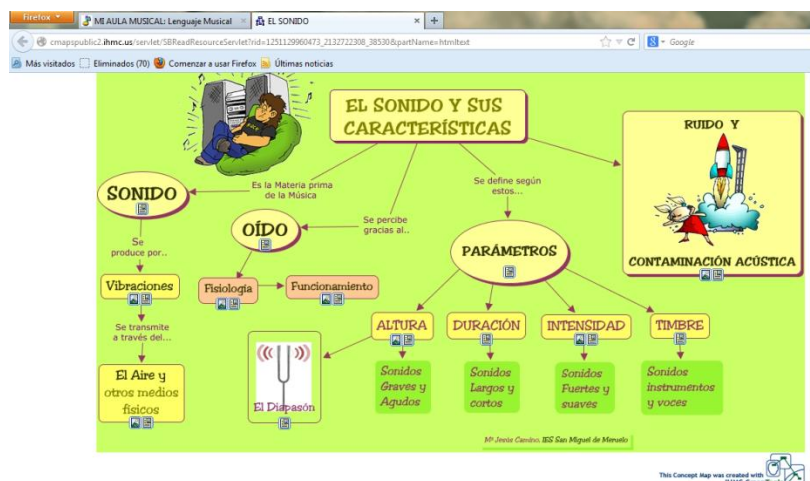 Firefox
MI AULA MUSICAL: Lenguaje Musical
EL SONIDO
cmapspublic2.ihmc.us/servlet/SBReadResourceServlet?rid=1251129960473_2132722308_38530&partName=htmltext
Google
Más visitados
Eliminados (70)
Comenzar a usar Firefox
Últimas noticias
EL SONIDO Y SUS
CARACTERÍSTICAS
RUIDO Y
CONTAMINACIÓN ACÚSTICA
Es la Materia prima
de la Música
Se define según
estos...
SONIDO
Se percibe
gracias al..
OÍDO
Se
produce por..
PARÁMETROS
Vibraciones
Fisiología
Funcionamiento
Se transmite
a través del...
ALTURA
DURACIÓN
INTENSIDAD
TIMBRE
El Aire y
otros medios
físicos
El Diapasón
Sonidos
Graves y
Agudos
Sonidos
Largos y
cortos
Sonidos
Fuertes y
suaves
Sonidos
instrumentos
y voces
Mª Jesús Camino. IES San Miguel de Meruelo
This Concept Map was created with